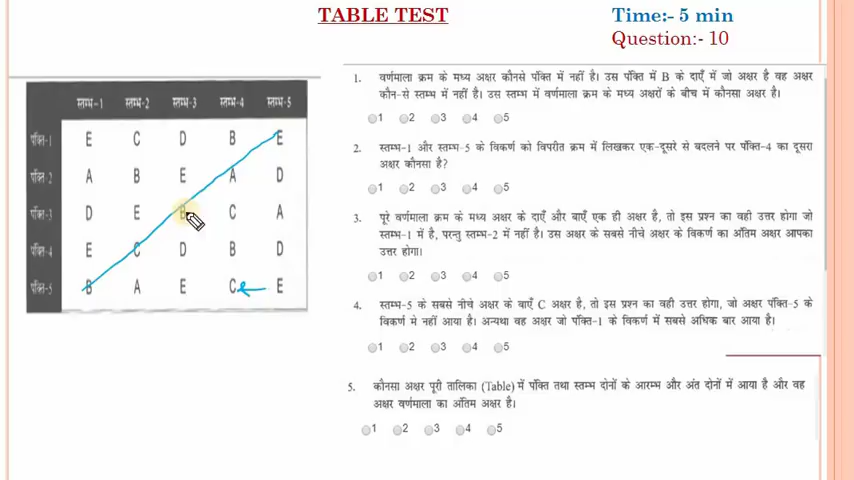 TABLE TEST
Time:- 5 min
Question:- 10
स्तम्भ-1 स्तम्भ-2 स्तम्भ-3 स्तम्भ-4 स्तम्भ-5
पंक्ति-1 E C D B E
पंक्ति-2 A B E A D
पंक्ति-3 D E B C A
पंक्ति-4 E C D B D
पंक्ति-5 B A E C E
1. वर्णमाला क्रम के मध्य अक्षर कौनसे पंक्ति में नहीं है। उस पंक्ति में B के दाएँ में जो अक्षर है वह अक्षर
कौन-से स्तम्भ में नहीं है। उस स्तम्भ में वर्णमाला क्रम के मध्य अक्षरों के बीच में कौनसा अक्षर है।
1 2 3 4 5
2. स्तम्भ-1 और स्तम्भ-5 के विकर्ण को विपरीत क्रम में लिखकर एक-दूसरे से बदलने पर पंक्ति-4 का दूसरा
अक्षर कौनसा है?
1 2 3 4 5
3. पूरे वर्णमाला क्रम के मध्य अक्षर के दाएँ और बाएँ एक ही अक्षर है, तो इस प्रश्न का वही उत्तर होगा जो
स्तम्भ-1 में है, परन्तु स्तम्भ-2 में नहीं है। उस अक्षर के सबसे नीचे अक्षर के विकर्ण का अंतिम अक्षर आपका
उत्तर होगा।
1 2 3 4 5
4. स्तम्भ-5 के सबसे नीचे अक्षर के बाएँ C अक्षर है, तो इस प्रश्न का वही उत्तर होगा, जो अक्षर पंक्ति-5 के
विकर्ण मे नहीं आया है। अन्यथा वह अक्षर जो पंक्ति-1 के विकर्ण में सबसे अधिक बार आया है।
1 2 3 4 5
5. कौनसा अक्षर पूरी तालिका (Table) में पंक्ति तथा स्तम्भ दोनों के आरम्भ और अंत दोनों में आया है और वह
अक्षर वर्णमाला का अंतिम अक्षर है।
1 2 3 4 5